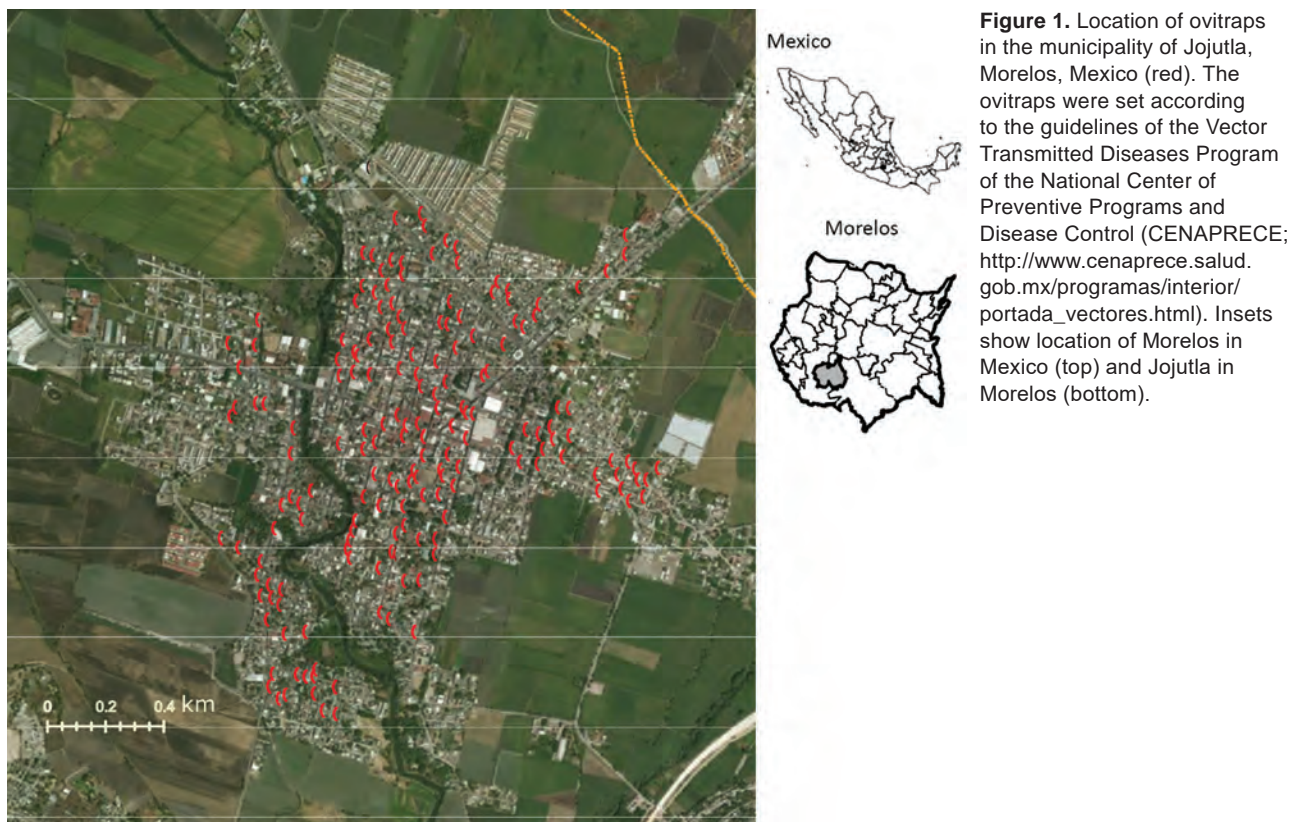 Mexico
Morelos
0 0.2 0.4 km
Figure 1. Location of ovitraps
in the municipality of Jojutla,
Morelos, Mexico (red). The
ovitraps were set according
to the guidelines of the Vector
Transmitted Diseases Program
of the National Center of
Preventive Programs and
Disease Control (CENAPRECE;
http://www.cenaprece.salud.
gob.mx/programas/interior/
portada_vectores.html). Insets
show location of Morelos in
Mexico (top) and Jojutla in
Morelos (bottom).